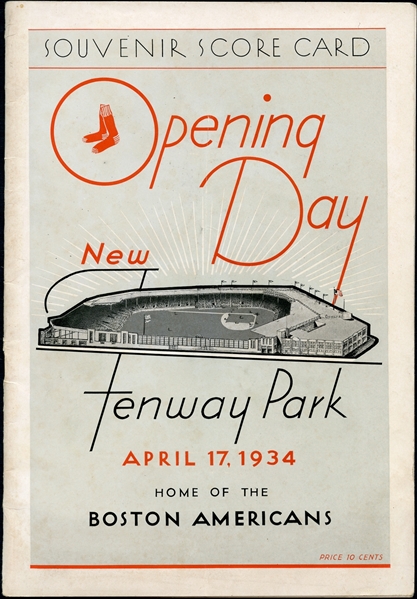 SOUVENIR SCORE CARD
Opening
Day
New
Fenway Park
APRIL 17, 1934
HOME OF THE
BOSTON AMERICANS
PRICE 10 CENTS